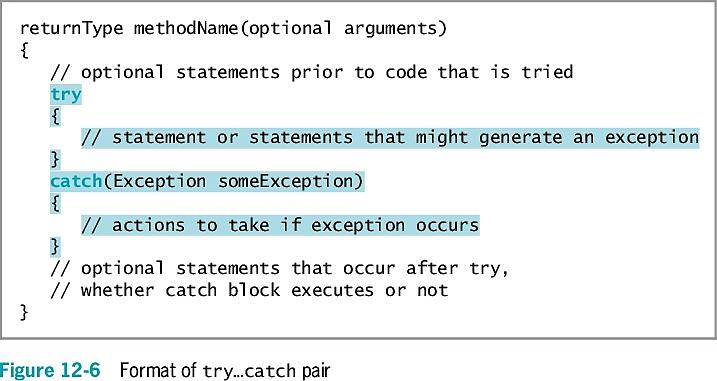 returnType methodName(optional arguments)
{
// optional statements prior to code that is tried
try
{
// statement or statements that might generate an exception
}
catch(Exception someException)
{
// actions to take if exception occurs
}
// optional statements that occur after try,
// whether catch block executes or not
}
Figure 12-6 Format of try…catch pair